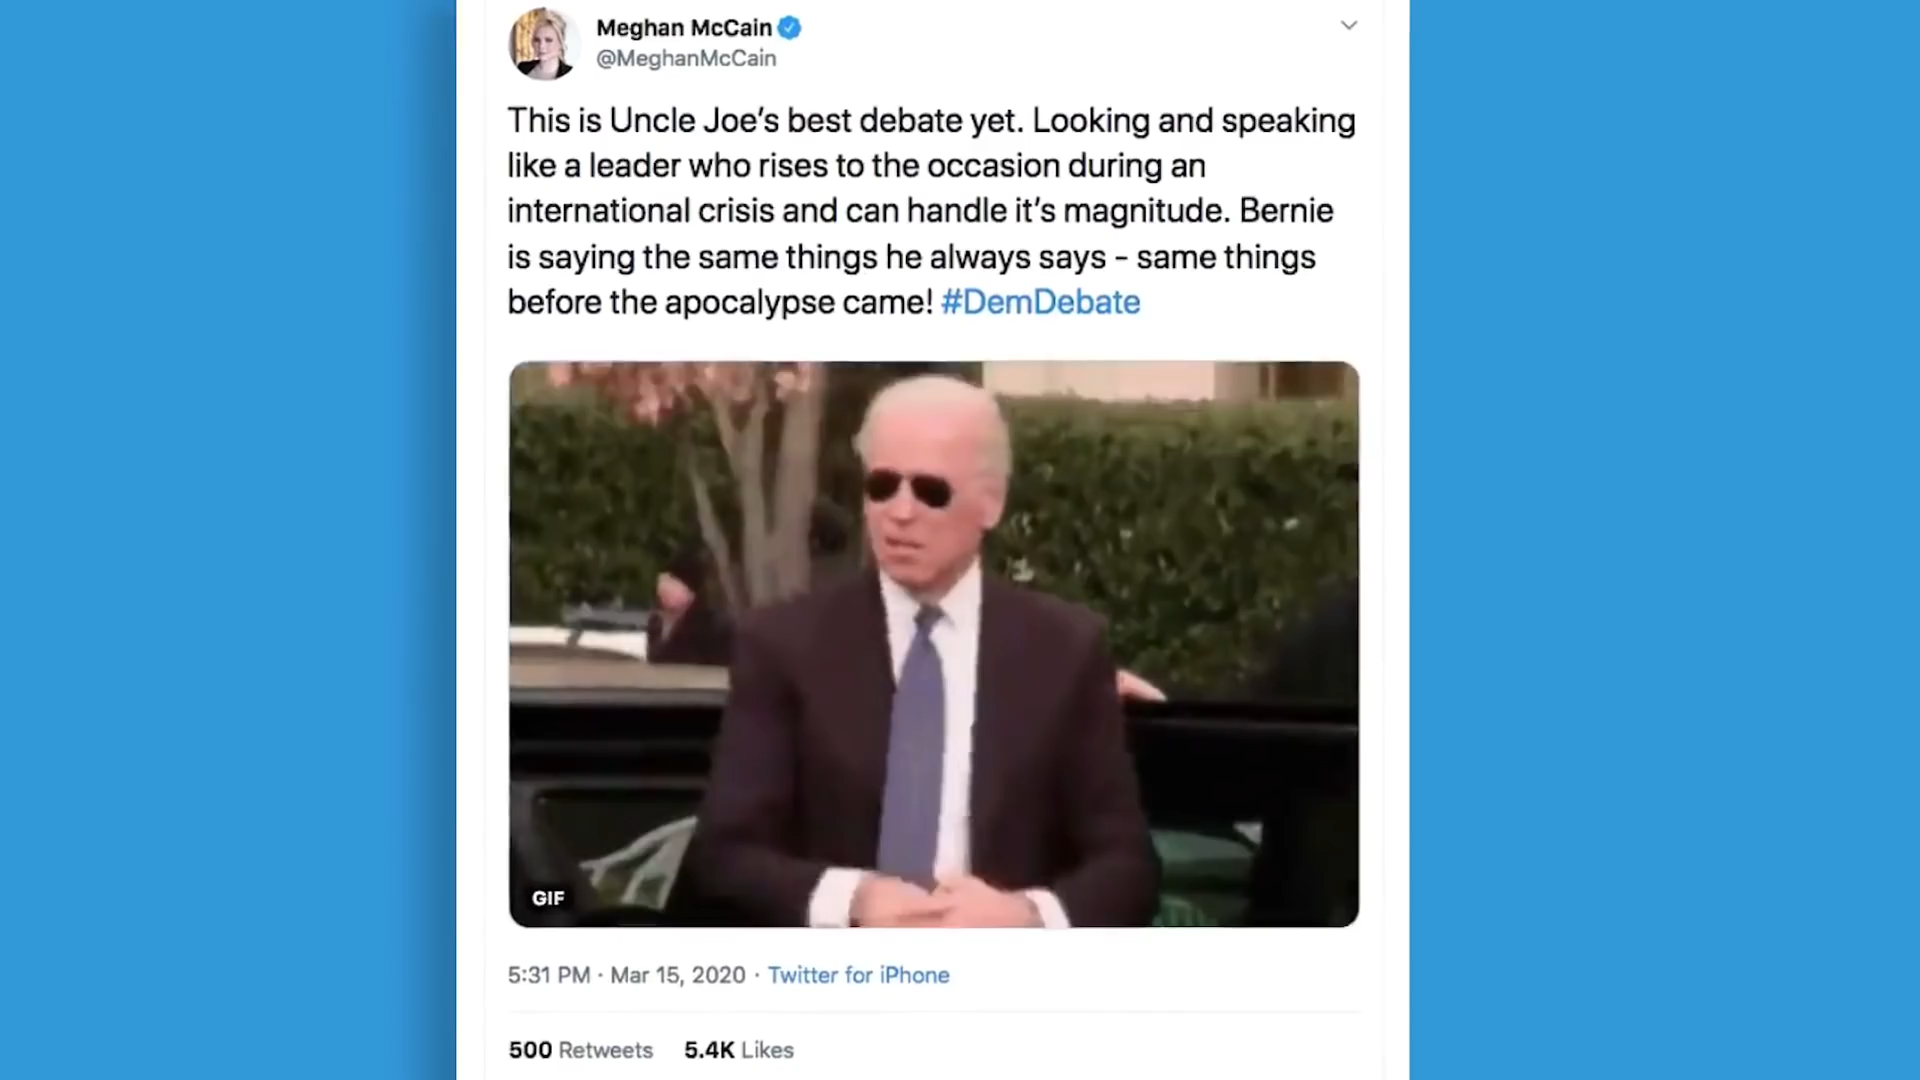 Meghan McCain
@MeghanMcCain
This is Uncle Joe's best debate yet. Looking and speaking
like a leader who rises to the occasion during an
international crisis and can handle it's magnitude. Bernie
is saying the same things he always says - same things
before the apocalypse came! #DemDebate
GIF
5:31 PM · Mar 15, 2020 · Twitter for iPhone
500 Retweets 5.4K Likes